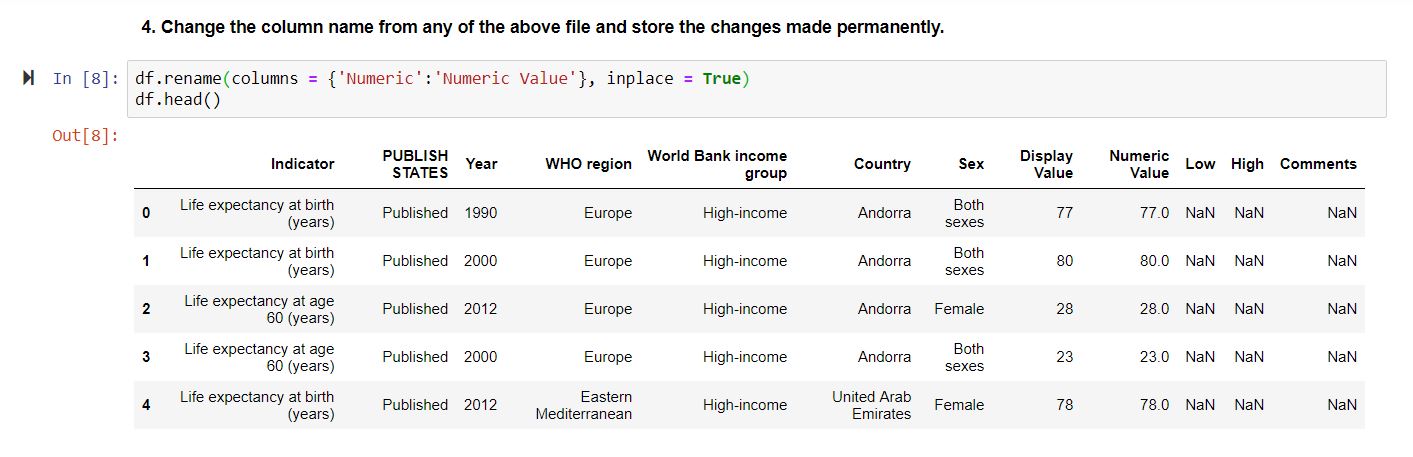 4. Change the column name from any of the above file and store the changes made permanently.
In [8]: df.rename(columns = {'Numeric':'Numeric Value'}, inplace = True)
df.head()
Out[8]:
Indicator PUBLISH STATES Year WHO region World Bank income group Country Sex Display Value Numeric Value Low High Comments
0 Life expectancy at birth (years) Published 1990 Europe High-income Andorra Both sexes 77 77.0 NaN NaN NaN
1 Life expectancy at birth (years) Published 2000 Europe High-income Andorra Both sexes 80 80.0 NaN NaN NaN
2 Life expectancy at age 60 (years) Published 2012 Europe High-income Andorra Female 28 28.0 NaN NaN NaN
3 Life expectancy at age 60 (years) Published 2000 Europe High-income Andorra Both sexes 23 23.0 NaN NaN NaN
4 Life expectancy at birth (years) Published 2012 Eastern Mediterranean High-income United Arab Emirates Female 78 78.0 NaN NaN NaN